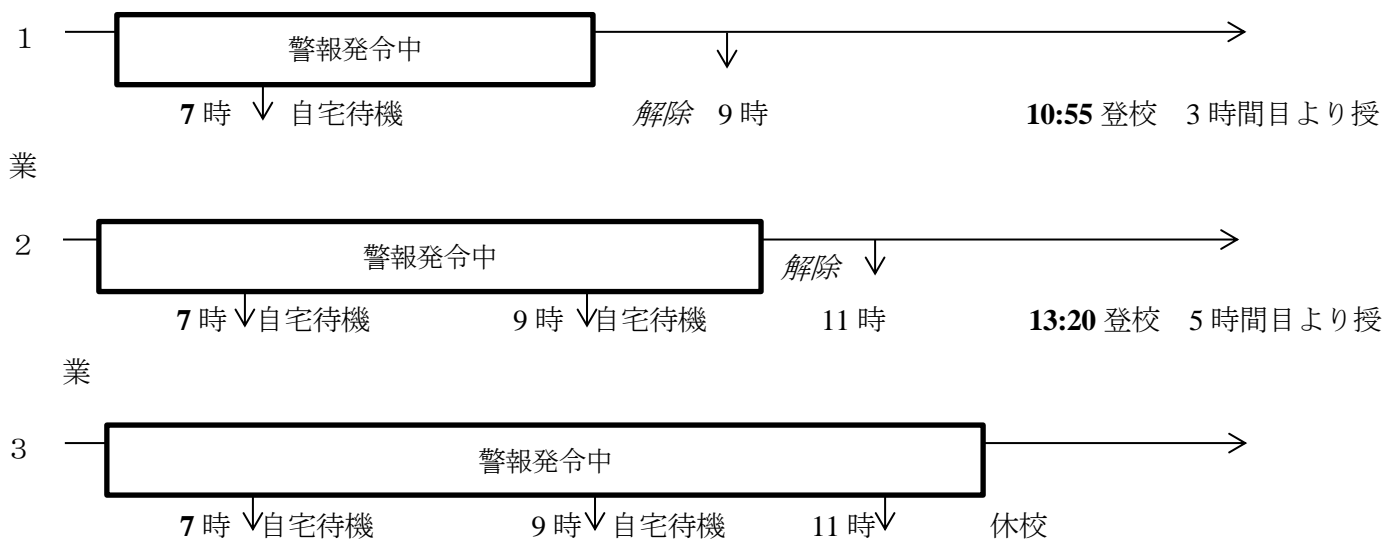 1
警報発令中
7時 自宅待機 解除 9時 10:55 登校 3時間目より授
業
2
警報発令中
解除
7時 自宅待機 9時 自宅待機 11時 13:20 登校 5時間目より授
業
3
警報発令中
7時 自宅待機 9時 自宅待機 11時 休校